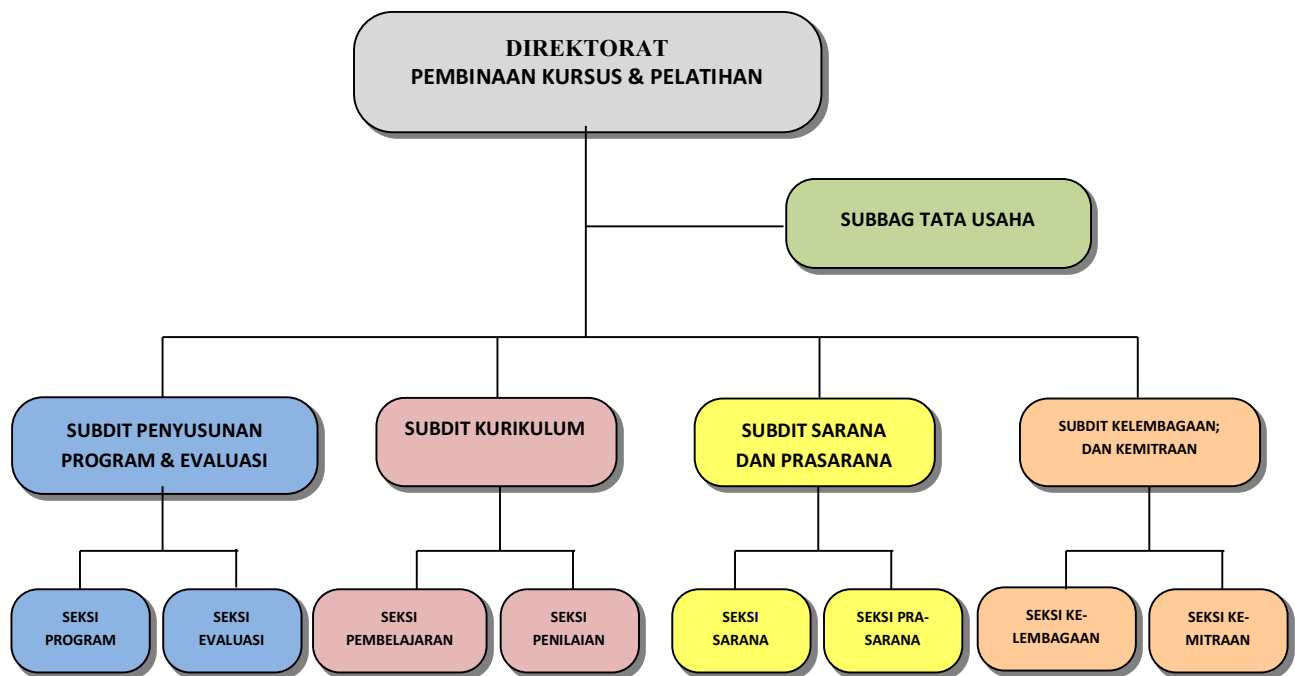 DIREKTORAT
PEMBINAAN KURSUS & PELATIHAN
SUBBAG TATA USAHA
SUBDIT PENYUSUNAN
PROGRAM & EVALUASI
SUBDIT KURIKULUM
SUBDIT SARANA
DAN PRASARANA
SUBDIT KELEMBAGAAN;
DAN KEMITRAAN
SEKSI
PROGRAM
SEKSI
EVALUASI
SEKSI
PEMBELAJARAN
SEKSI
PENILAIAN
SEKSI
SARANA
SEKSI PRA-
SARANA
SEKSI KE-
LEMBAGAAN
SEKSI KE-
MITRAAN